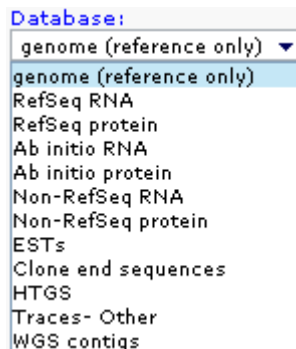 Database:
genome (reference only)
genome (reference only)
RefSeq RNA
RefSeq protein
Ab initio RNA
Ab initio protein
Non-RefSeq RNA
Non-RefSeq protein
ESTs
Clone end sequences
HTGS
Traces- Other
WGS contigs